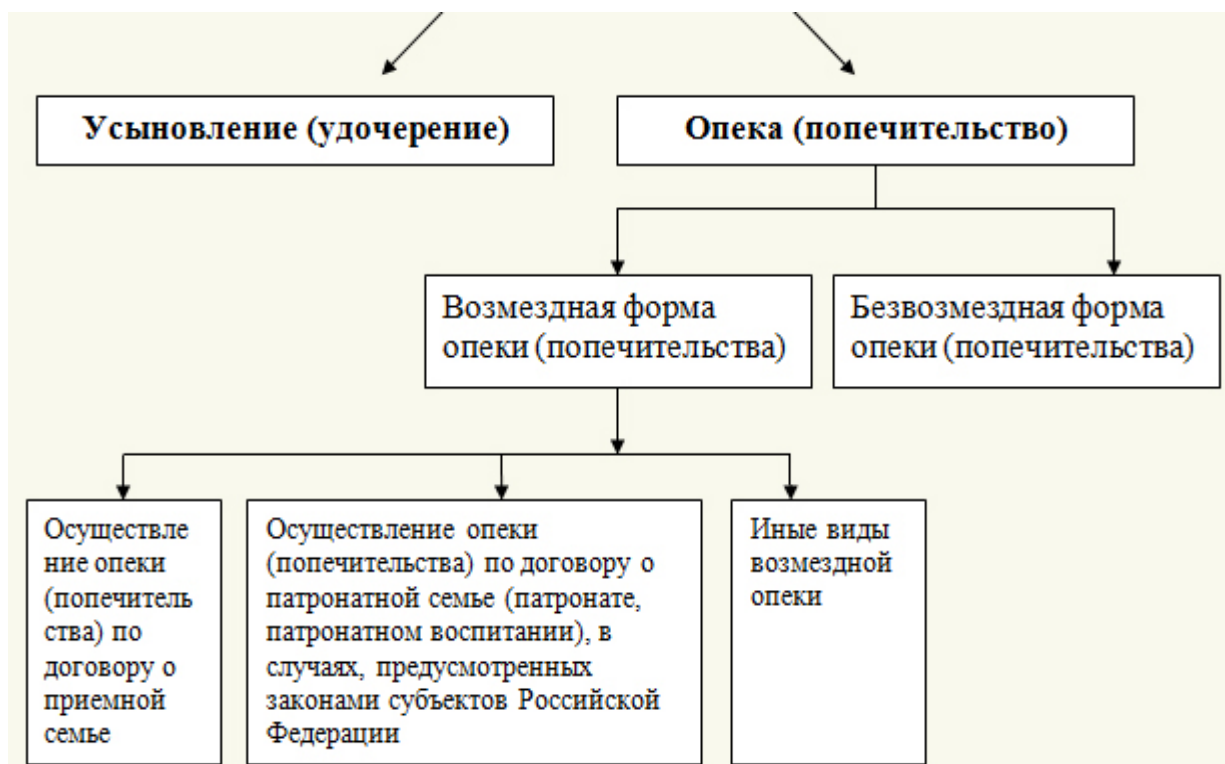 Усыновление (удочерение)
Опека (попечительство)
Возмездная форма
опеки (попечительства)
Безвозмездная форма
опеки (попечительства)
Осуществле
ние опеки
(попечитель
ства) по
договору о
приемной
семье
Осуществление опеки
(попечительства) по договору о
патронатной семье (патронате,
патронатном воспитании), в
случаях, предусмотренных
законами субъектов Российской
Федерации
Иные виды
возмездной
опеки